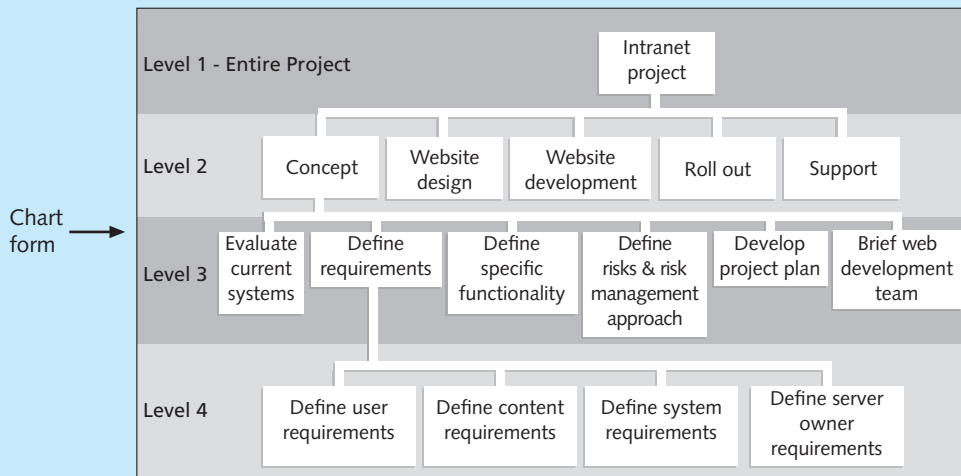 Chart
form
Level 1 - Entire Project
Intranet
project
Level 2
Concept
Website
design
Website
development
Roll out
Support
Level 3
Evaluate
current
systems
Define
requirements
Define
specific
functionality
Define
risks & risk
management
approach
Develop
project plan
Brief web
development
team
Level 4
Define user
requirements
Define content
requirements
Define system
requirements
Define server
owner
requirements